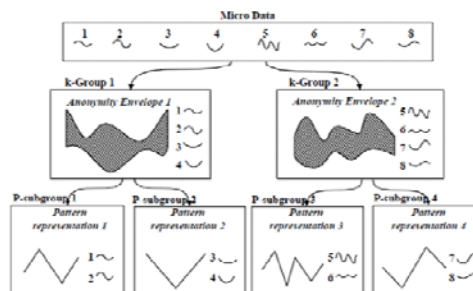 Micro Data
1 2 3 4 5 6 7 8
k-Group 1
k-Group 2
Anonymity Envelope 1
1
2
3
4
Anonymity Envelope 2
5
6
7
8
P-subgroup 1
P-subgroup 2
P-subgroup 3
P-subgroup 4
Pattern
representation 1
1
2
Pattern
representation 2
3
4
Pattern
representation 3
5
6
Pattern
representation 4
7
8